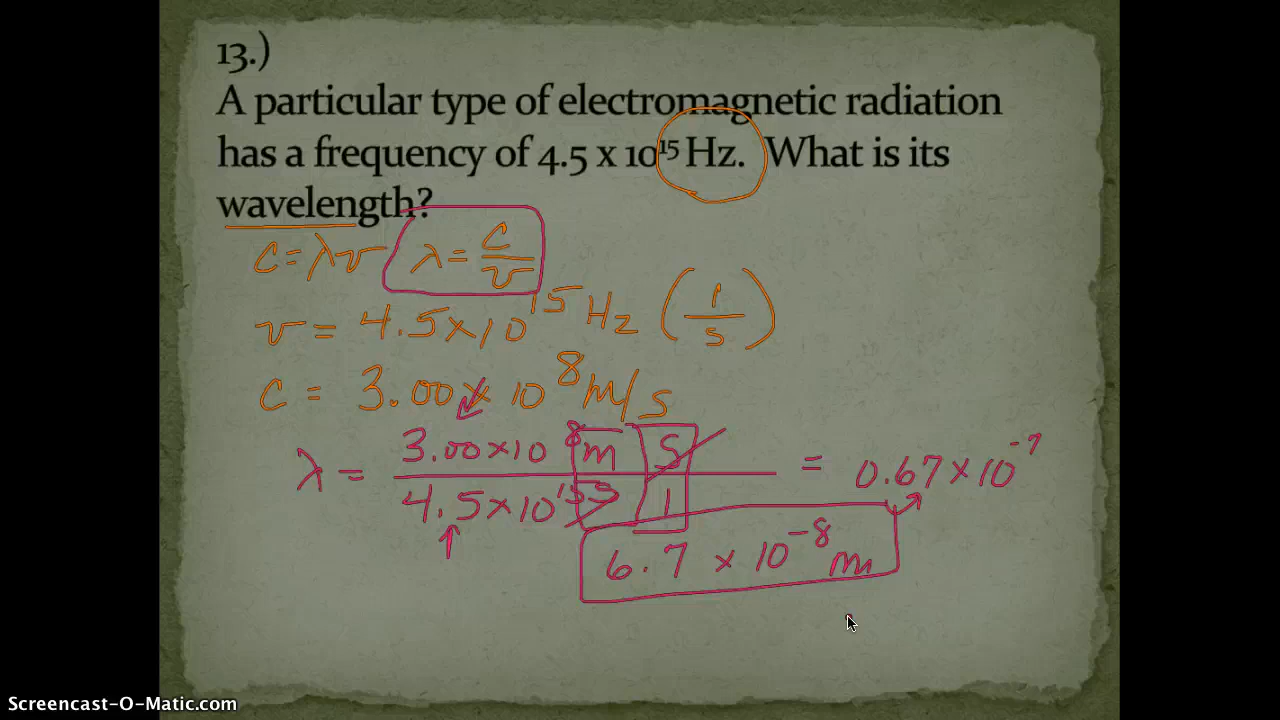 13.)
A particular type of electromagnetic radiation
has a frequency of 4.5 x 10¹⁵ Hz. What is its
wavelength?
c = λν λ = c/ν
ν = 4.5 × 10¹⁵ Hz (1/s)
c = 3.00 × 10⁸ m/s
λ = 3.00 × 10⁸ m | s / 4.5 × 10¹⁵ s | 1 = 0.67 × 10⁻⁷
6.7 × 10⁻⁸ m
Screencast-O-Matic.com